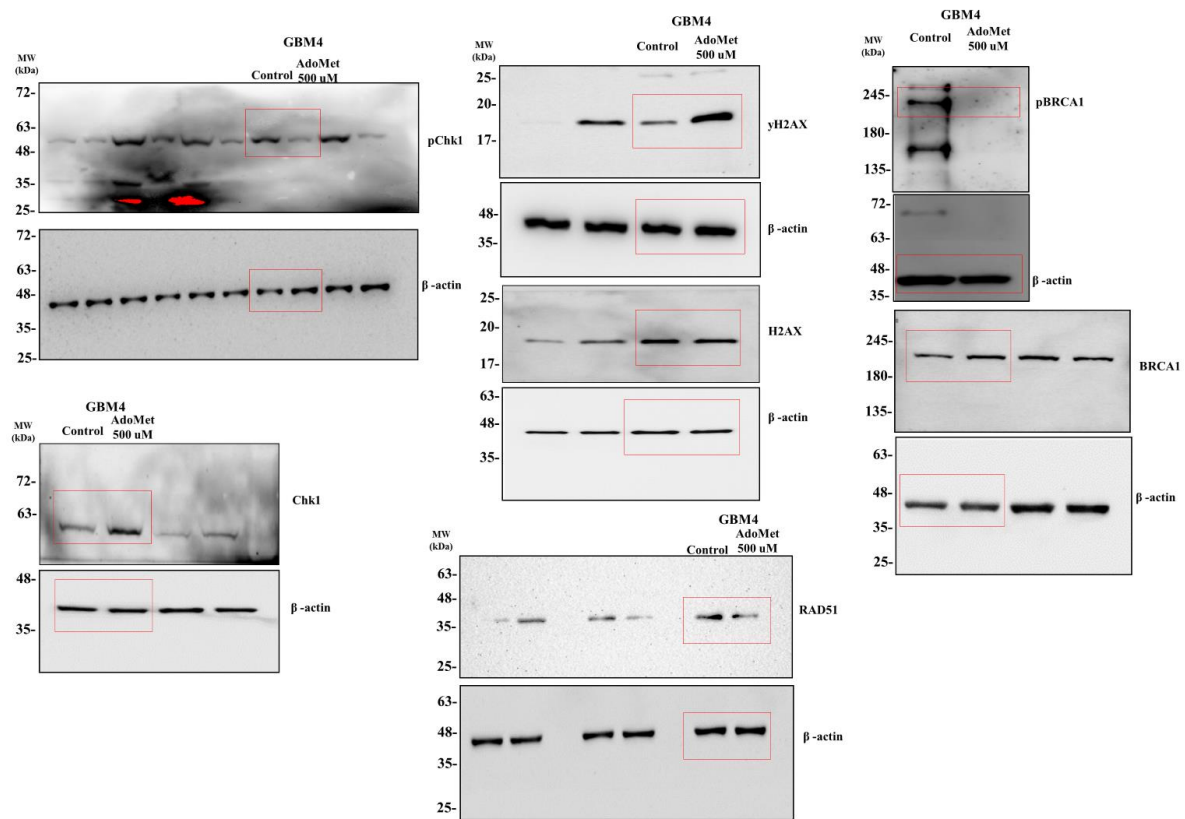 GBM4
MW
(kDa)
Control
AdoMet
500 uM
72-
63-
48-
35-
25-
pChk1
72-
63-
48-
35-
25-
β -actin
GBM4
MW
(kDa)
Control
AdoMet
500 uM
72-
63-
Chk1
48-
35-
β -actin
GBM4
MW
(kDa)
Control
AdoMet
500 uM
25-
20-
17-
yH2AX
48-
35-
β -actin
25-
20-
17-
H2AX
63-
48-
35-
β -actin
GBM4
MW
(kDa)
Control
AdoMet
500 uM
63-
48-
35-
25-
RAD51
63-
48-
35-
25-
β -actin
GBM4
MW
(kDa)
Control
AdoMet
500 uM
245-
180-
135-
pBRCA1
72-
63-
48-
35-
β -actin
245-
180-
135-
BRCA1
63-
48-
35-
25-
β -actin